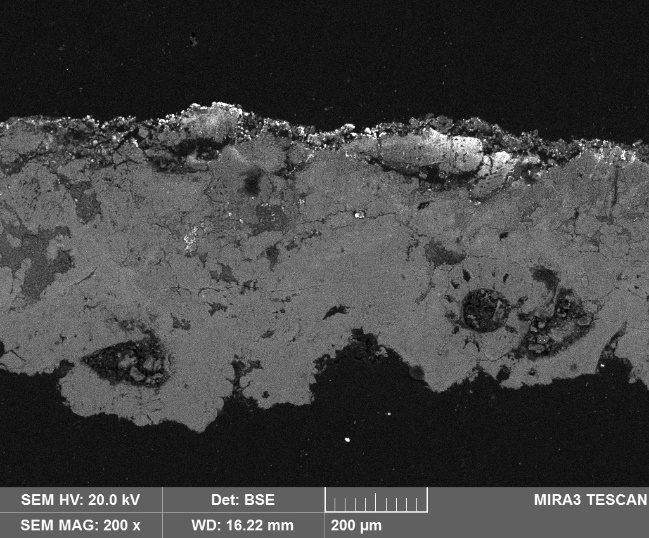 SEM HV: 20.0 kV Det: BSE MIRA3 TESCAN
SEM MAG: 200 x WD: 16.22 mm 200 µm